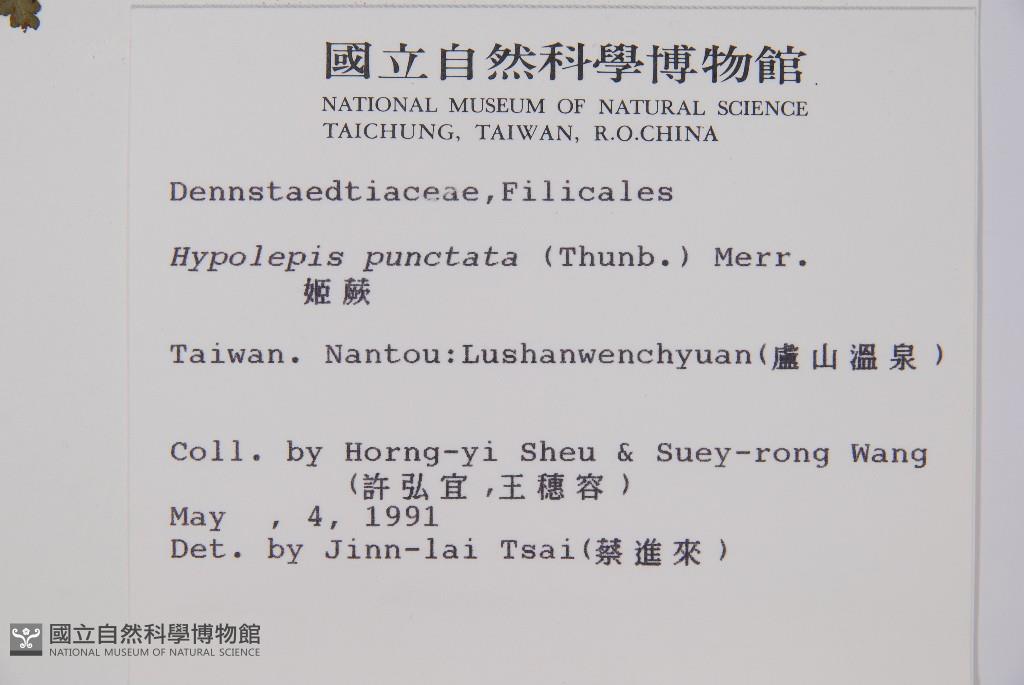 國立自然科學博物館
NATIONAL MUSEUM OF NATURAL SCIENCE
TAICHUNG, TAIWAN, R.O.CHINA
Dennstaedtiaceae,Filicales
Hypolepis punctata (Thunb.) Merr.
姬蕨
Taiwan. Nantou:Lushanwenchyuan(盧山溫泉)
Coll. by Horng-yi Sheu & Suey-rong Wang
(許弘宜,王穗容)
May , 4, 1991
Det. by Jinn-lai Tsai(蔡進來)
國立自然科學博物館
NATIONAL MUSEUM OF NATURAL SCIENCE